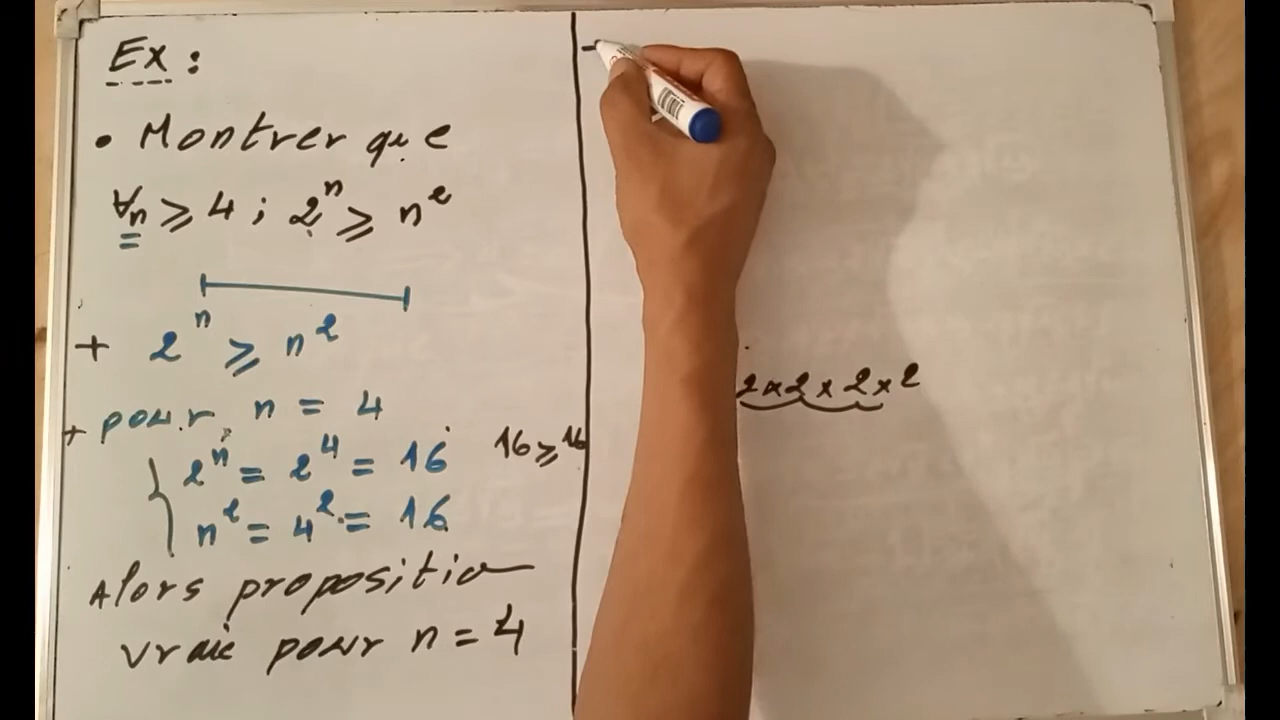 Ex :
• Montrer que
∀n ⩾ 4 ; 2ⁿ ⩾ n²
+ 2ⁿ ⩾ n²
+ pour n = 4
2ⁿ = 2⁴ = 16
n² = 4² = 16
16 ⩾ 16
Alors proposition
vraie pour n = 4
2 × 2 × 2 × 2